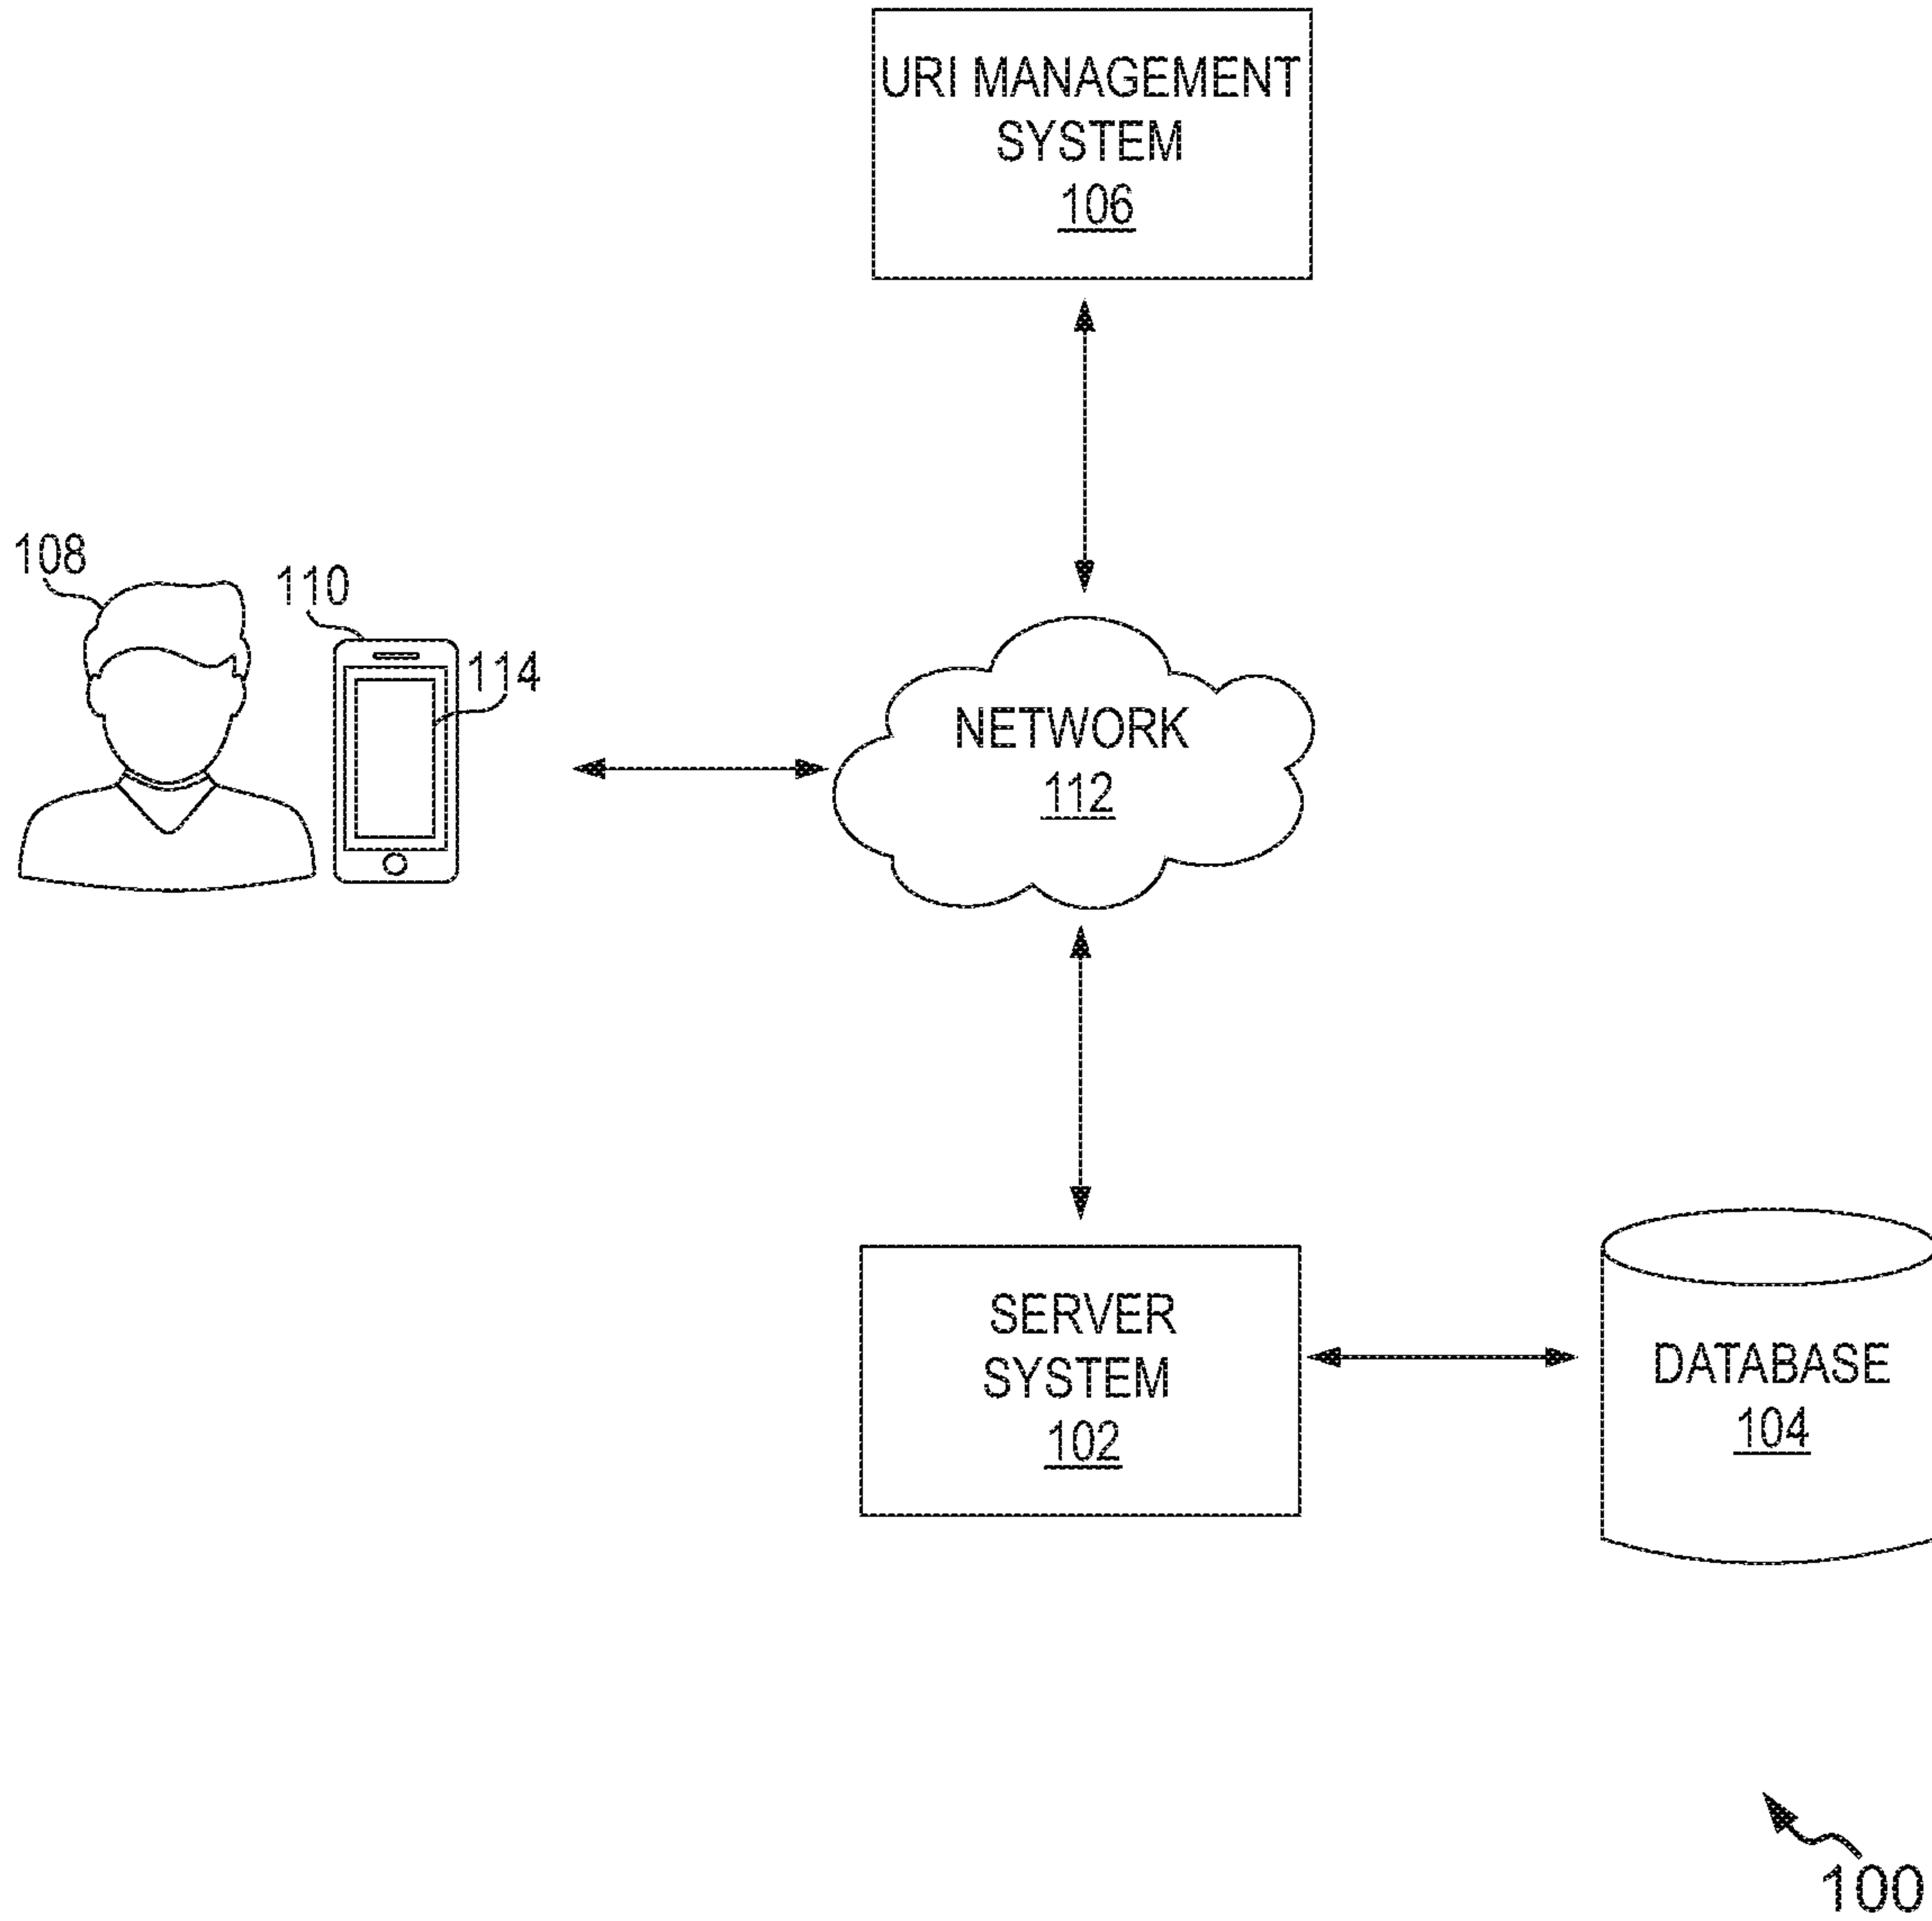 URI MANAGEMENT
SYSTEM
106
108
110
114
NETWORK
112
SERVER
SYSTEM
102
DATABASE
104
100